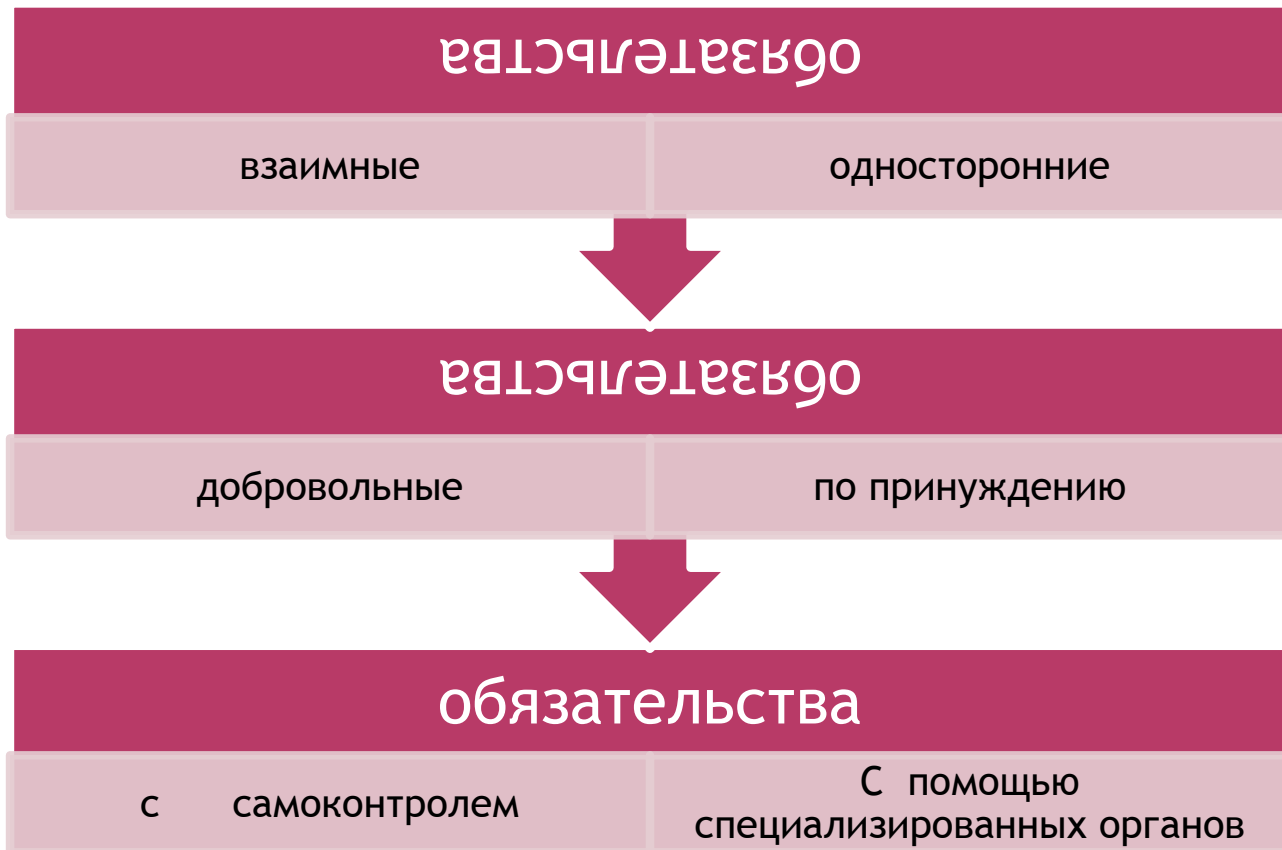 обязательства
взаимные
односторонние
обязательства
добровольные
по принуждению
обязательства
с самоконтролем
С помощью
специализированных органов